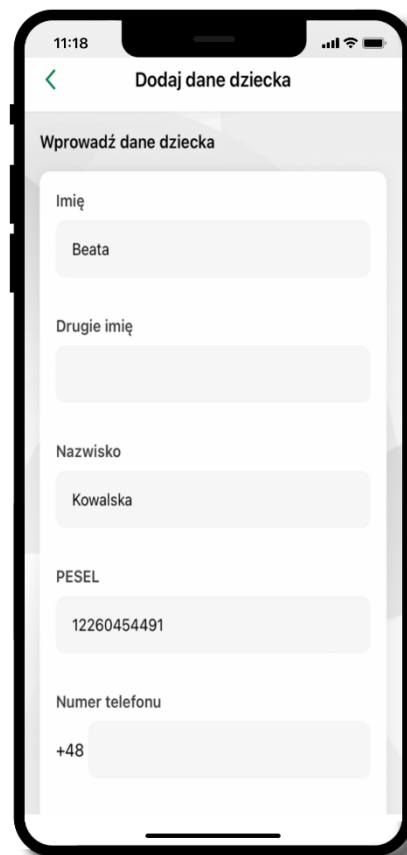 11:18
Dodaj dane dziecka
Wprowadź dane dziecka
Imię
Beata
Drugie imię
Nazwisko
Kowalska
PESEL
12260454491
Numer telefonu
+48